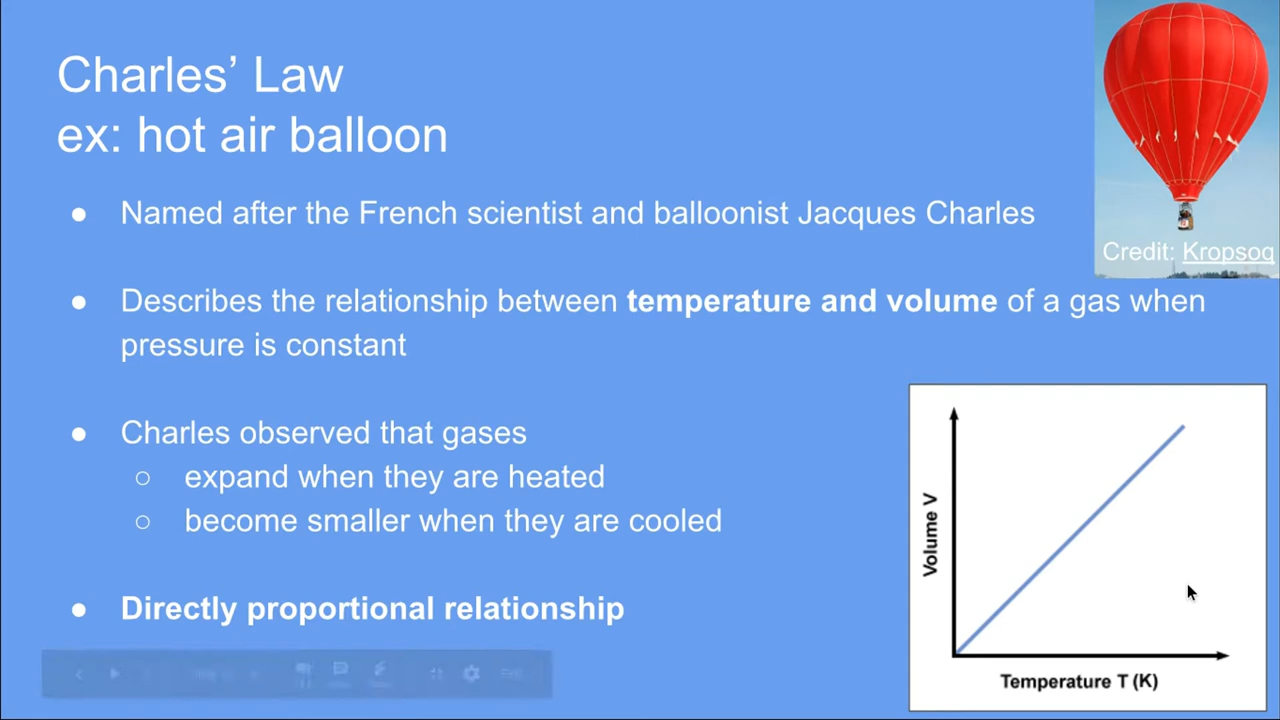 Charles’ Law
ex: hot air balloon
● Named after the French scientist and balloonist Jacques Charles
Credit: Kropsoq
● Describes the relationship between temperature and volume of a gas when
pressure is constant
● Charles observed that gases
○ expand when they are heated
○ become smaller when they are cooled
● Directly proportional relationship
Volume V
Temperature T (K)